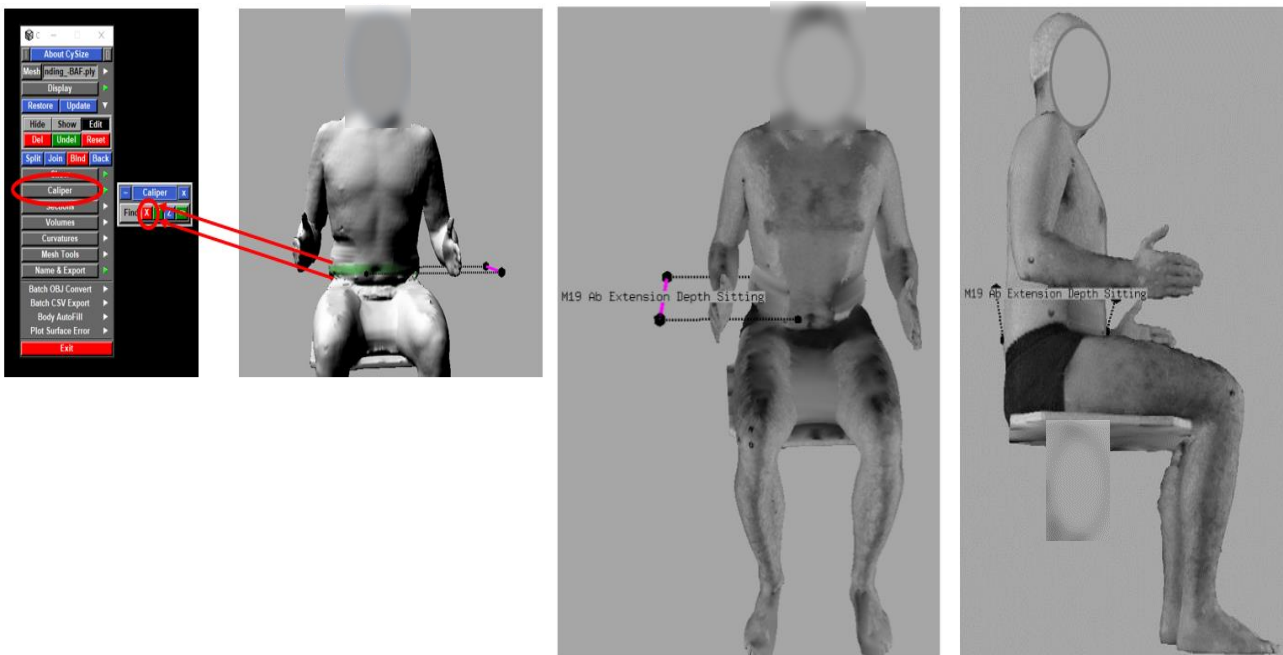 About CySize
Mesh nding_-BAF.ply
Display
Restore Update
Hide Show Edit
Del Undel Reset
Split Join Blnd Back
Caliper
Sections
Volumes
Curvatures
Mesh Tools
Name & Export
Batch OBJ Convert
Batch CSV Export
Body AutoFill
Plot Surface Error
Exit
- Caliper x
Find X Z
M19 Ab Extension Depth Sitting
M19 Ab Extension Depth Sitting